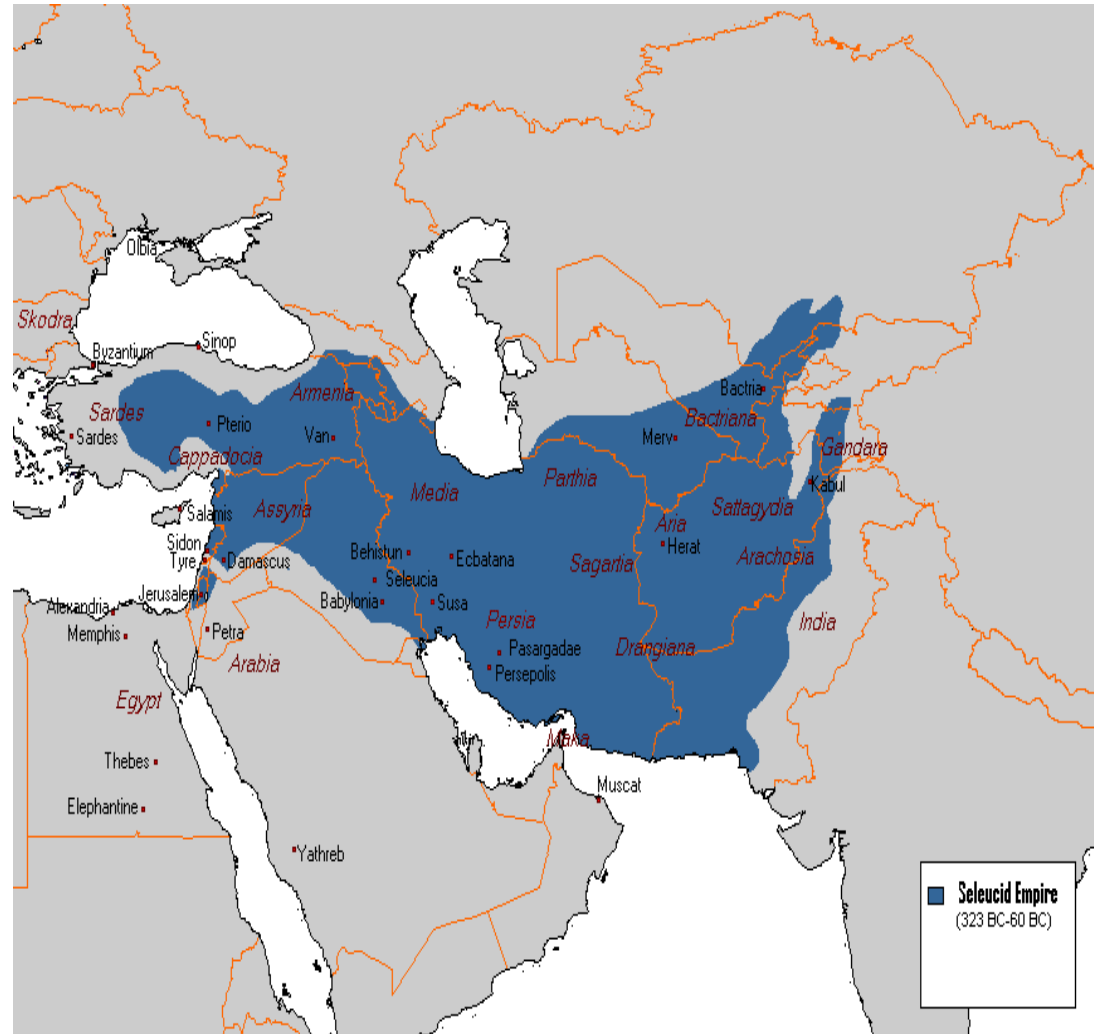 Olbia
Skodra
Sinop
Byzantium
Armenia
Bactria
Sardes
Bactriana
Pterio
Sardes
Van
Merv
Gandara
Cappadocia
Media
Parthia
Kabul
Assyria
Sattagydia
Salamis
Aria
Sidon
Behistun
Herat
Tyre
Damascus
Ecbatana
Sagartia
Arachosia
Seleucia
Jerusalem
Babylonia
Susa
Alexandria
Persia
India
Memphis
Petra
Pasargadae
Drangiana
Arabia
Persepolis
Egypt
Maka
Thebes
Muscat
Elephantine
Yathreb
Seleucid Empire
(323 BC-60 BC)